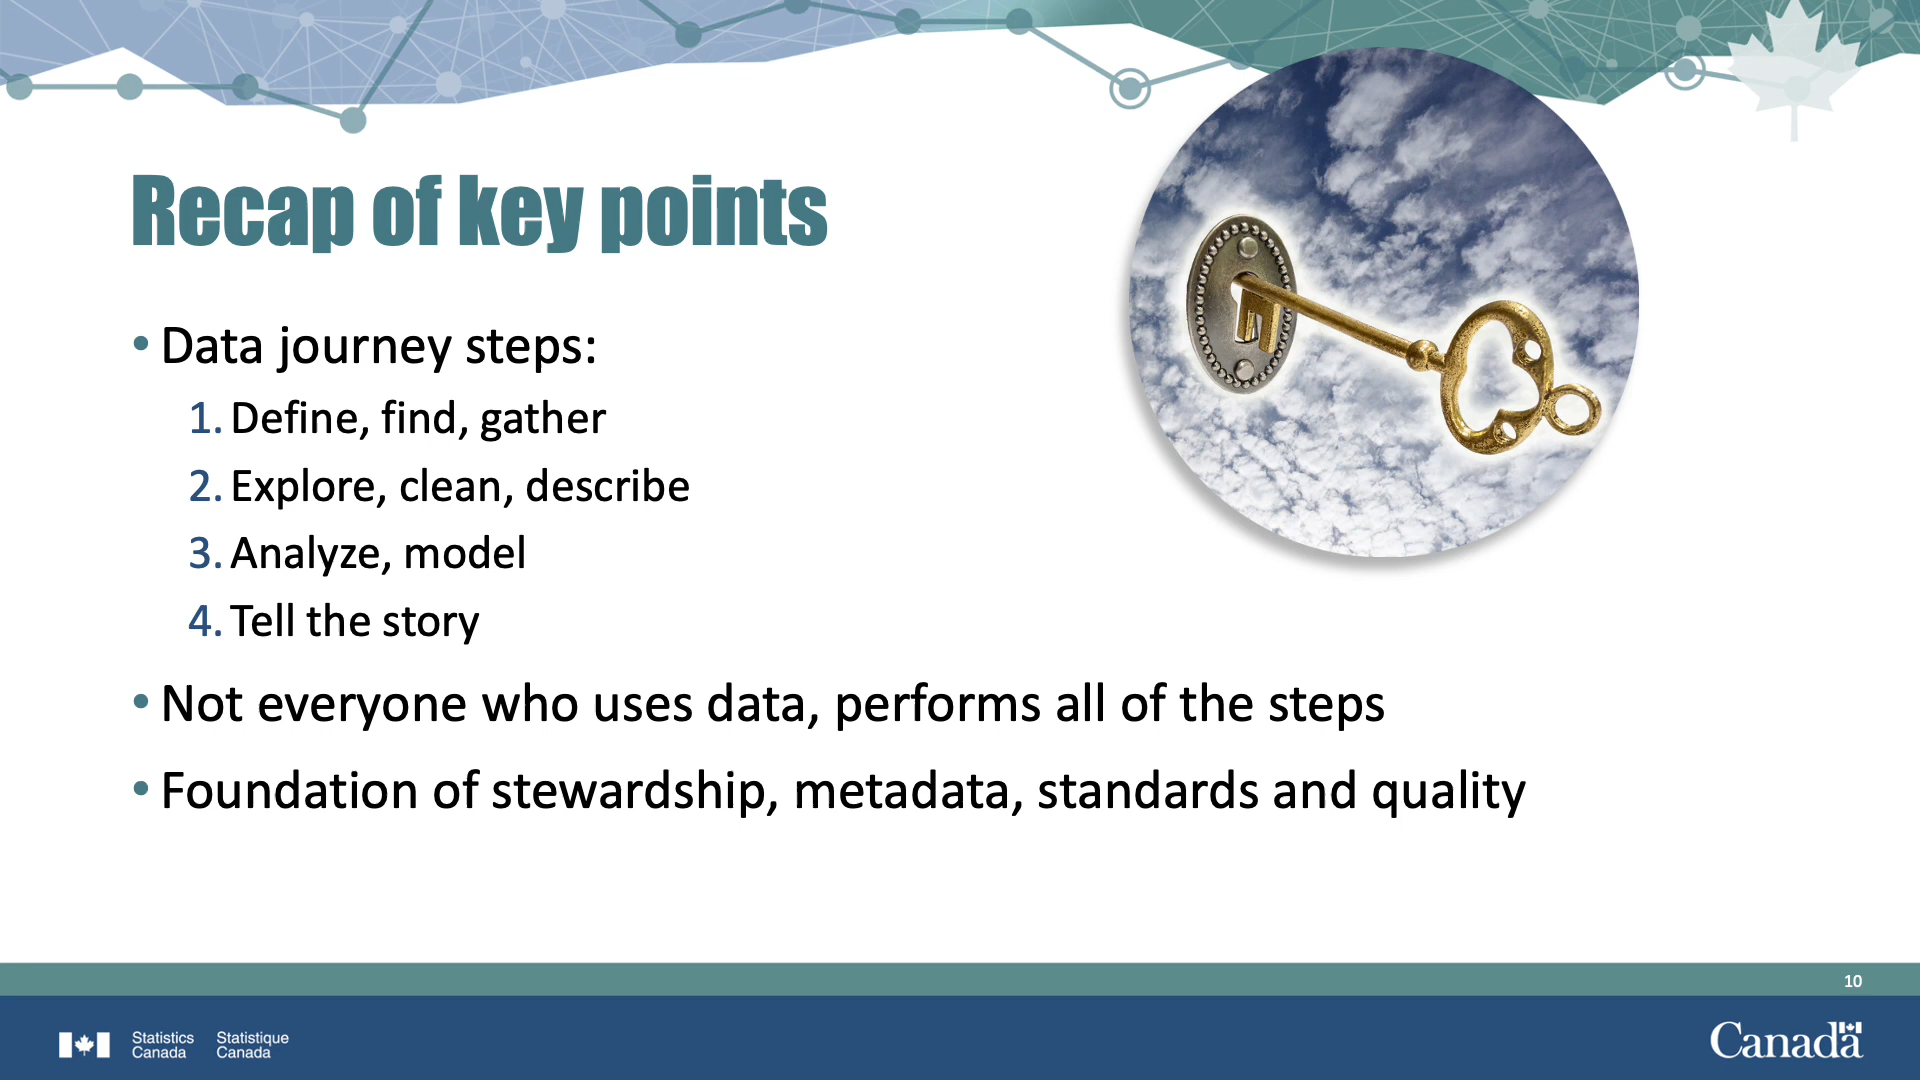 Recap of key points
• Data journey steps:
1. Define, find, gather
2. Explore, clean, describe
3. Analyze, model
4. Tell the story
• Not everyone who uses data, performs all of the steps
• Foundation of stewardship, metadata, standards and quality
10
Statistics Statistique
Canada Canada
Canada